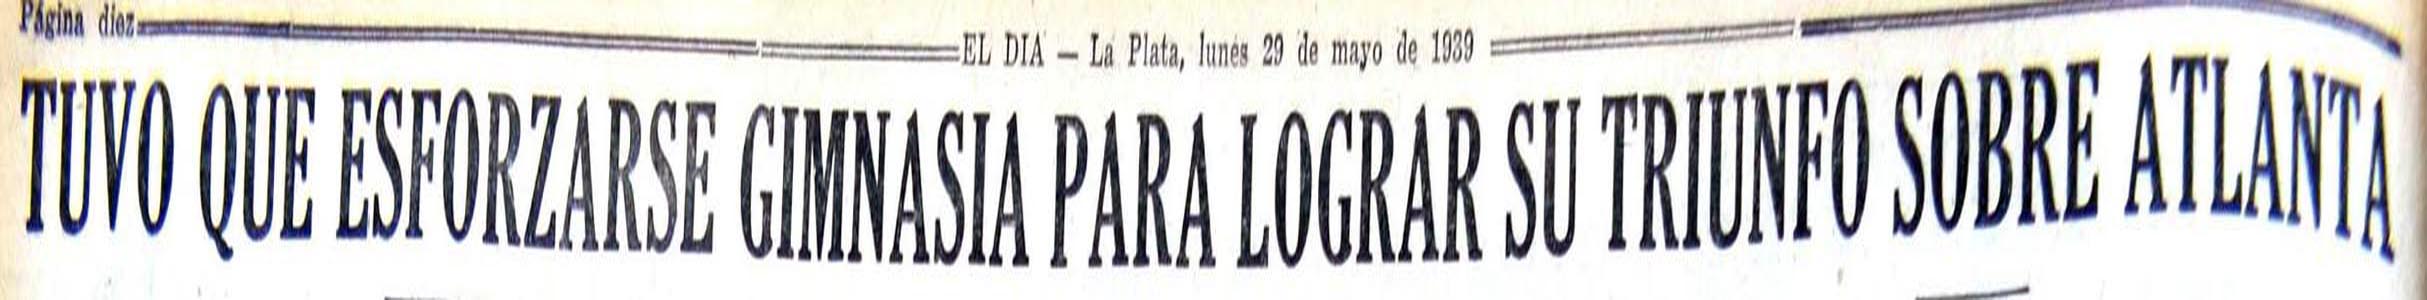 Página diez
EL DIA — La Plata, lunes 29 de mayo de 1939
TUVO QUE ESFORZARSE GIMNASIA PARA LOGRAR SU TRIUNFO SOBRE ATLANTA